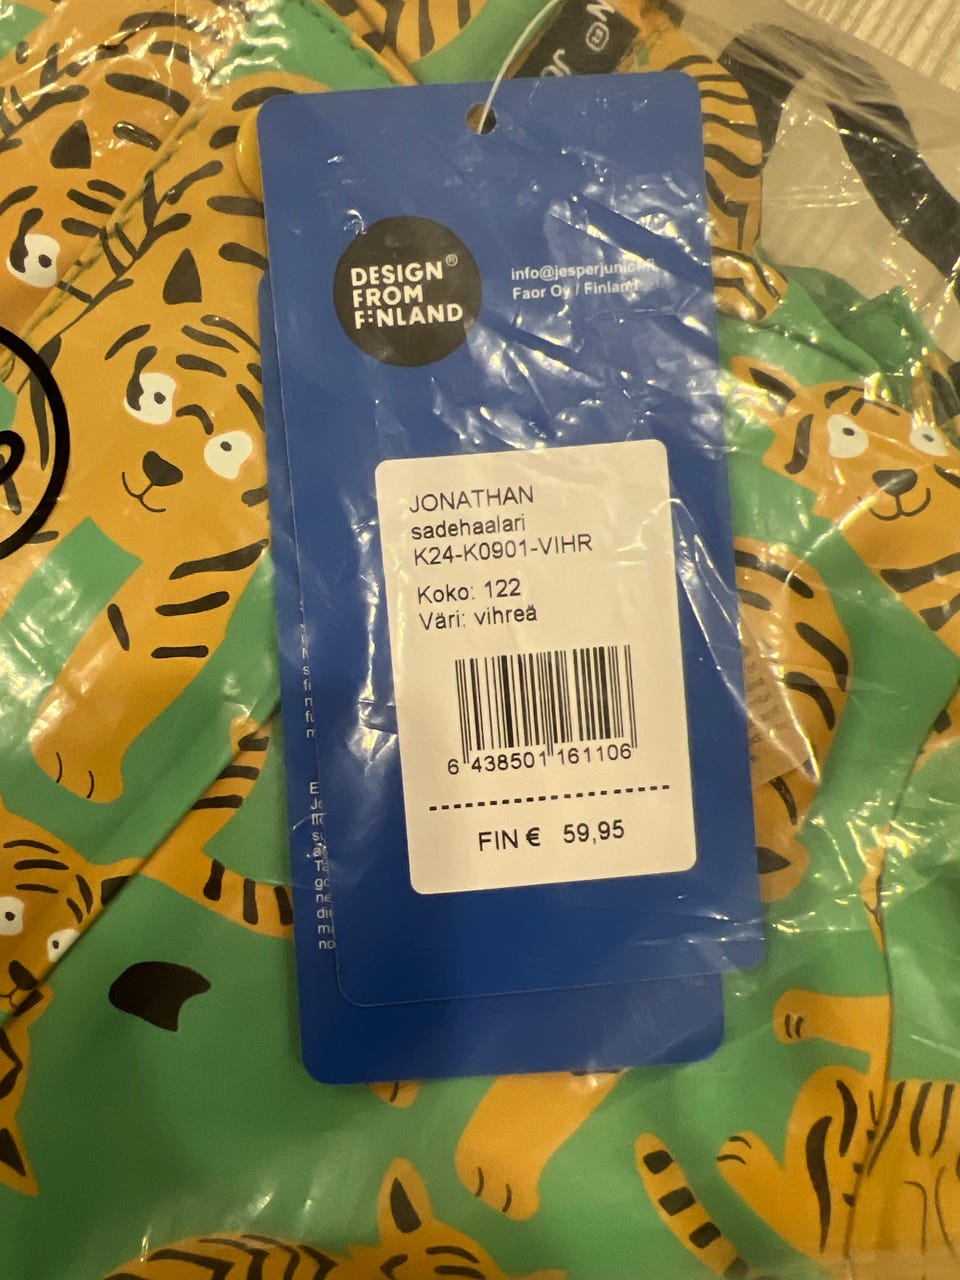 DESIGN®
FROM
FINLAND
info@jesperjunior.fi
Faor Oy / Finland
JONATHAN
sadehaalari
K24-K0901-VIHR
Koko: 122
Väri: vihreä
6 438501 161106
FIN € 59,95